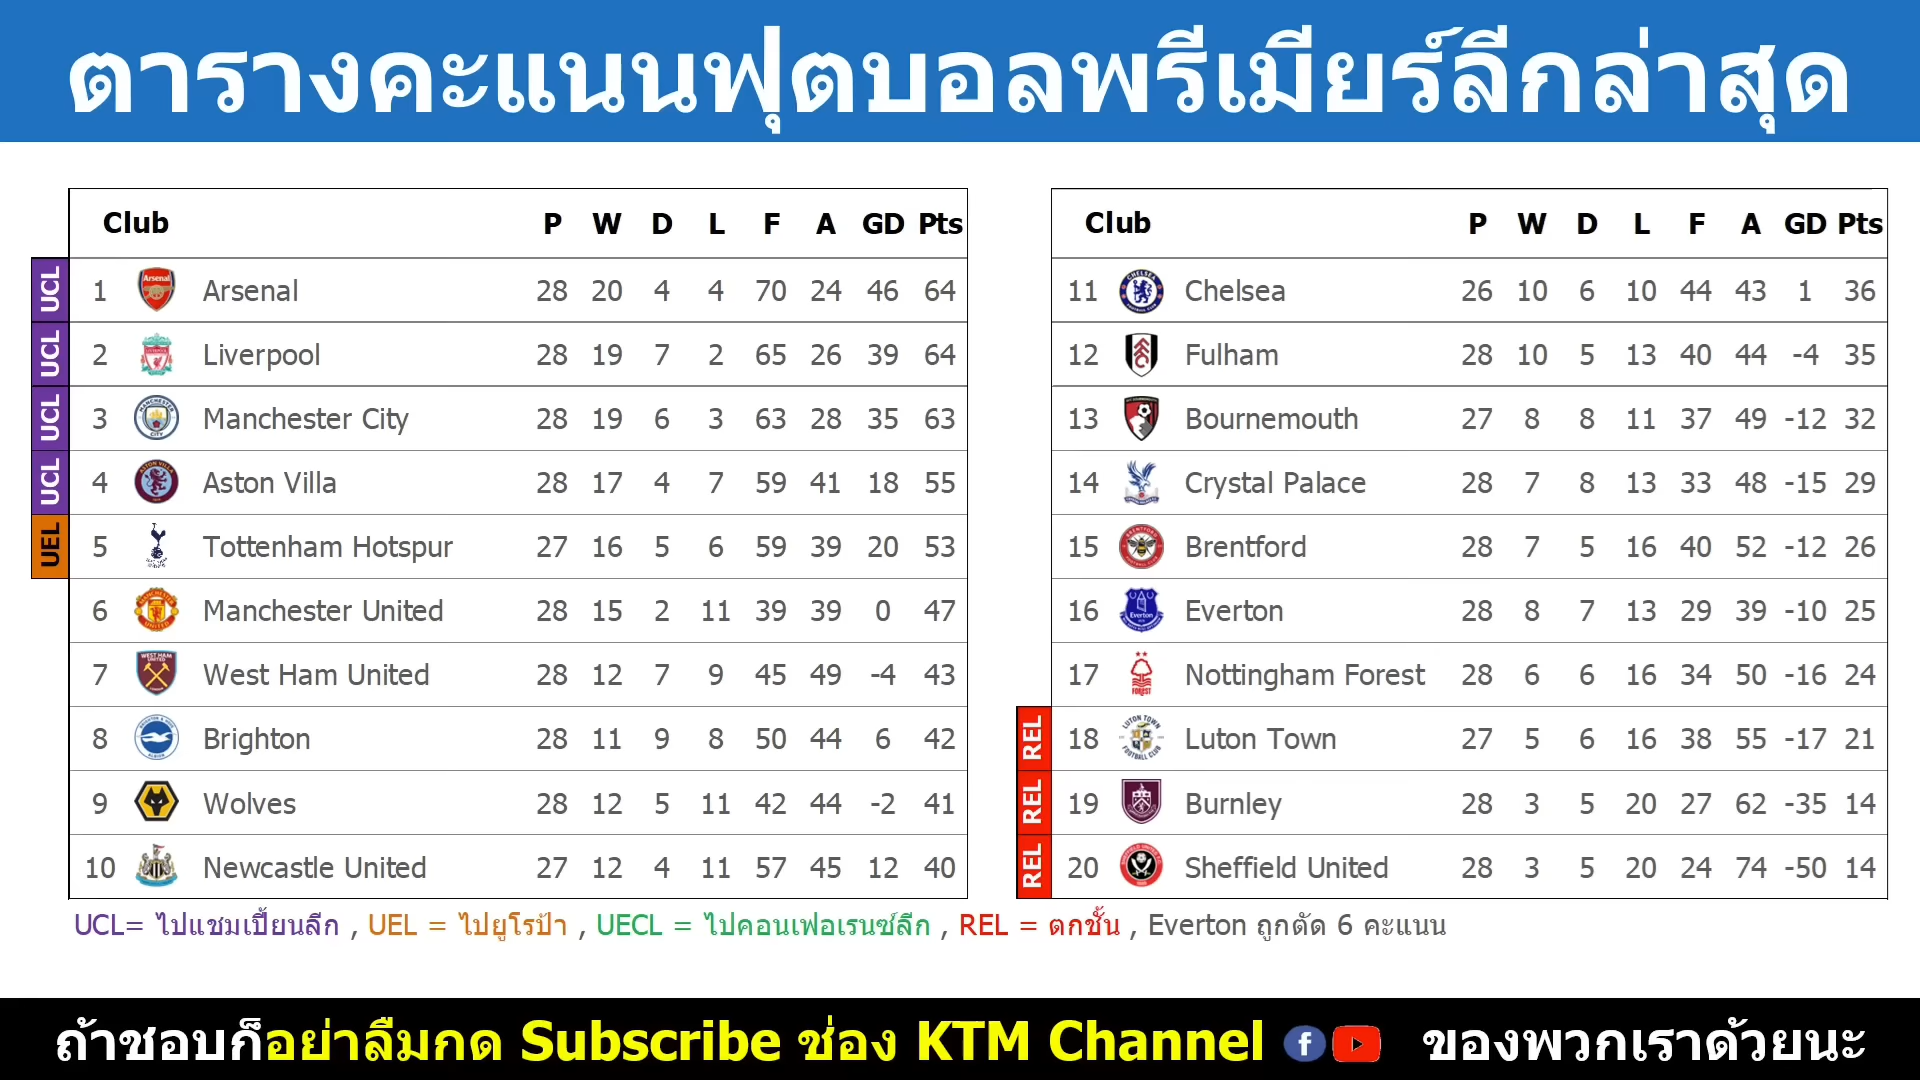 ตารางคะแนนฟุตบอลพรีเมียร์ลีกล่าสุด
Club P W D L F A GD Pts
UCL 1 Arsenal 28 20 4 4 70 24 46 64
UCL 2 Liverpool 28 19 7 2 65 26 39 64
UCL 3 Manchester City 28 19 6 3 63 28 35 63
UCL 4 Aston Villa 28 17 4 7 59 41 18 55
UEL 5 Tottenham Hotspur 27 16 5 6 59 39 20 53
6 Manchester United 28 15 2 11 39 39 0 47
7 West Ham United 28 12 7 9 45 49 -4 43
8 Brighton 28 11 9 8 50 44 6 42
9 Wolves 28 12 5 11 42 44 -2 41
10 Newcastle United 27 12 4 11 57 45 12 40
Club P W D L F A GD Pts
11 Chelsea 26 10 6 10 44 43 1 36
12 Fulham 28 10 5 13 40 44 -4 35
13 Bournemouth 27 8 8 11 37 49 -12 32
14 Crystal Palace 28 7 8 13 33 48 -15 29
15 Brentford 28 7 5 16 40 52 -12 26
16 Everton 28 8 7 13 29 39 -10 25
17 Nottingham Forest 28 6 6 16 34 50 -16 24
REL 18 Luton Town 27 5 6 16 38 55 -17 21
REL 19 Burnley 28 3 5 20 27 62 -35 14
REL 20 Sheffield United 28 3 5 20 24 74 -50 14
UCL= ไปแชมเปี้ยนลีก , UEL = ไปยูโรป้า , UECL = ไปคอนเฟอเรนซ์ลีก , REL = ตกชั้น , Everton ถูกตัด 6 คะแนน
ถ้าชอบก็อย่าลืมกด Subscribe ช่อง KTM Channel ของพวกเราด้วยนะ